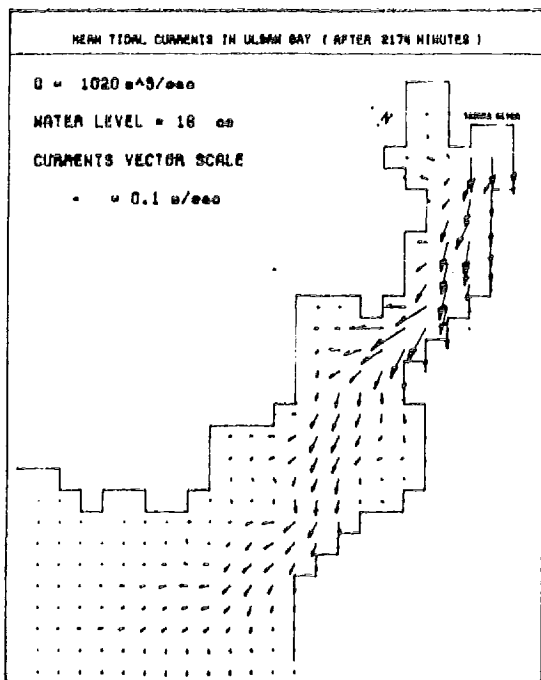 MEAN TIDAL CURRENTS IN ULSAN BAY ( AFTER 2174 MINUTES )
Q = 1020 m^3/sec
N
WATER LEVEL = 18 cm
CURRENTS VECTOR SCALE
= 0.1 m/sec